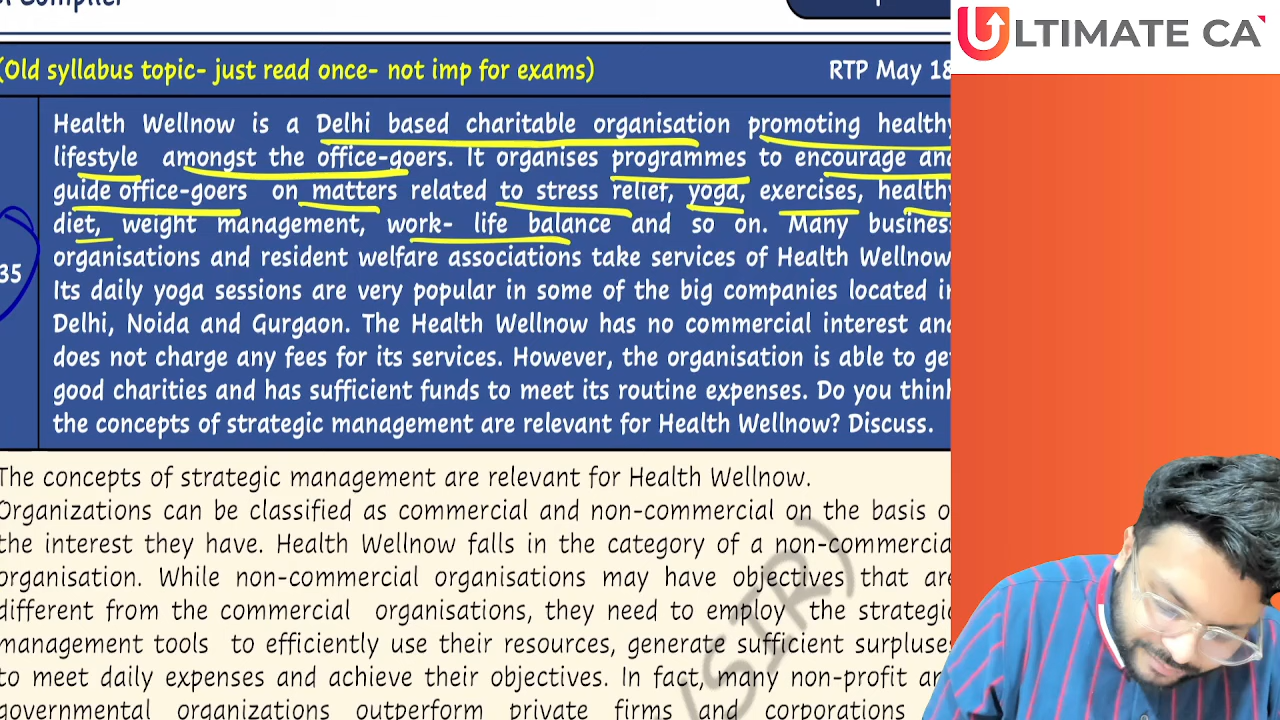 (Old syllabus topic- just read once- not imp for exams) RTP May 18
ULTIMATE CA
Health Wellnow is a Delhi based charitable organisation promoting healthy
lifestyle amongst the office-goers. It organises programmes to encourage and
guide office-goers on matters related to stress relief, yoga, exercises, healthy
diet, weight management, work- life balance and so on. Many business
35 organisations and resident welfare associations take services of Health Wellnow
Its daily yoga sessions are very popular in some of the big companies located in
Delhi, Noida and Gurgaon. The Health Wellnow has no commercial interest and
does not charge any fees for its services. However, the organisation is able to get
good charities and has sufficient funds to meet its routine expenses. Do you think
the concepts of strategic management are relevant for Health Wellnow? Discuss.
The concepts of strategic management are relevant for Health Wellnow.
Organizations can be classified as commercial and non-commercial on the basis o
the interest they have. Health Wellnow falls in the category of a non-commercia
organisation. While non-commercial organisations may have objectives that are
different from the commercial organisations, they need to employ the strategic
management tools to efficiently use their resources, generate sufficient surpluses
to meet daily expenses and achieve their objectives. In fact, many non-profit an
governmental organizations outperform private firms and corporations
(SIR)